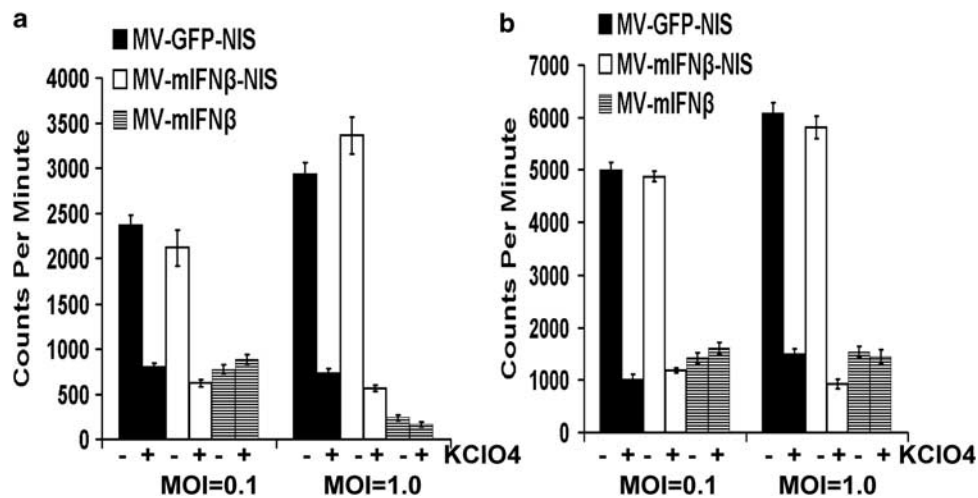 a
MV-GFP-NIS
MV-mIFNβ-NIS
MV-mIFNβ
Counts Per Minute
4000
3500
3000
2500
2000
1500
1000
500
0
- + - + - + - + - + - + KClO4
MOI=0.1 MOI=1.0
b
MV-GFP-NIS
MV-mIFNβ-NIS
MV-mIFNβ
Counts Per Minute
7000
6000
5000
4000
3000
2000
1000
0
- + - + - + - + - + - + KClO4
MOI=0.1 MOI=1.0